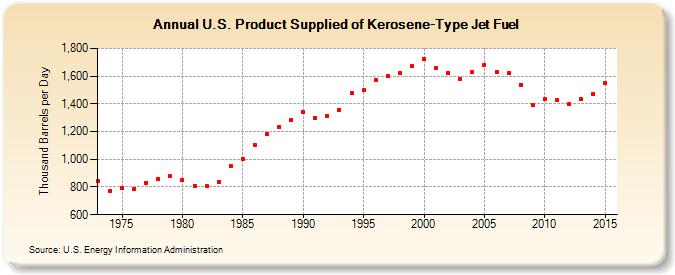 Annual U.S. Product Supplied of Kerosene-Type Jet Fuel
Thousand Barrels per Day
1,800
1,600
1,400
1,200
1,000
800
600
1975 1980 1985 1990 1995 2000 2005 2010 2015
Source: U.S. Energy Information Administration